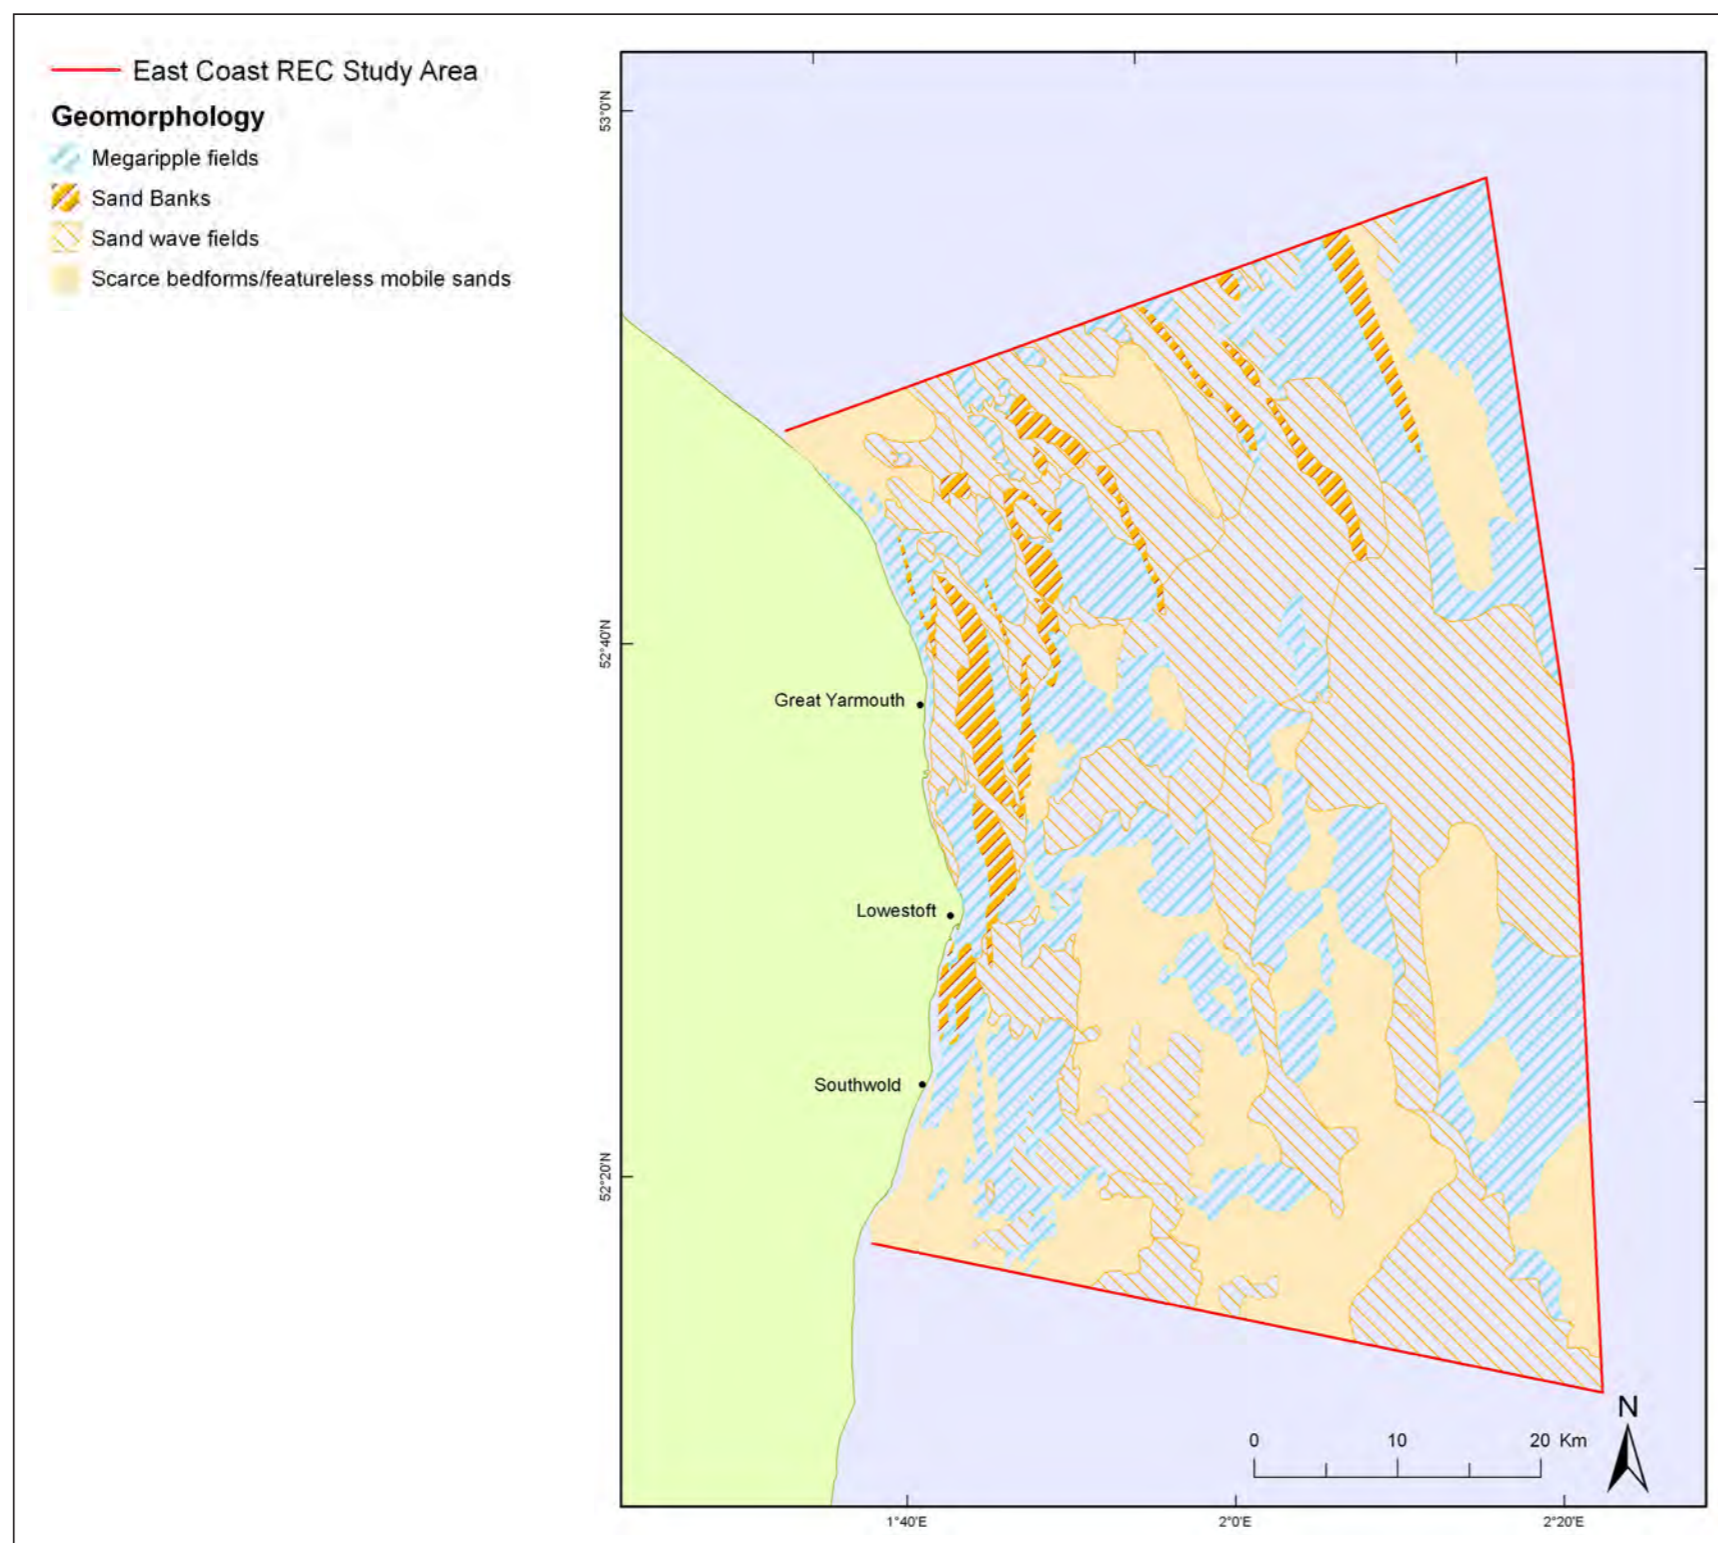 East Coast REC Study Area
Geomorphology
Megaripple fields
Sand Banks
Sand wave fields
Scarce bedforms/featureless mobile sands
53°0'N
52°40'N
Great Yarmouth
Lowestoft
Southwold
52°20'N
N
0 10 20 Km
1°40'E 2°0'E 2°20'E